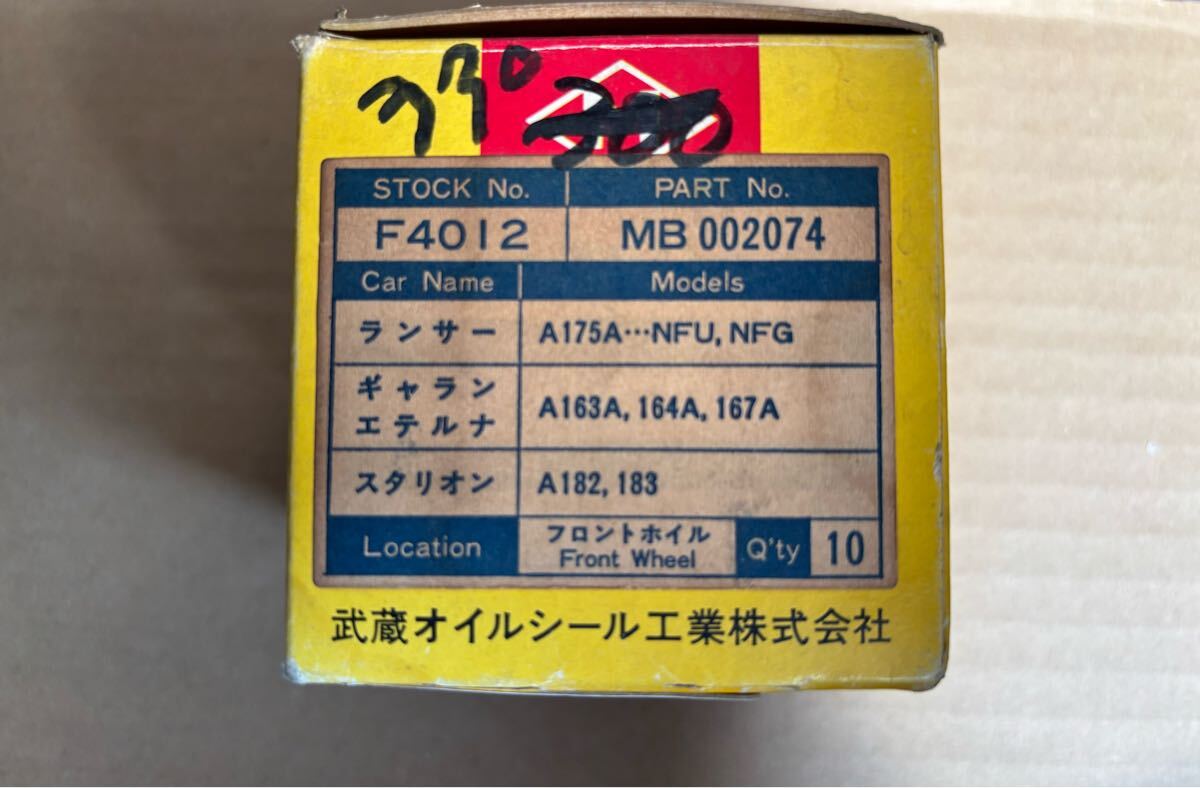 330
300
STOCK No. PART No.
F4012 MB 002074
Car Name Models
ランサー A175A…NFU, NFG
ギャラン
エテルナ A163A, 164A, 167A
スタリオン A182, 183
Location フロントホイル Front Wheel Q'ty 10
武蔵オイルシール工業株式会社